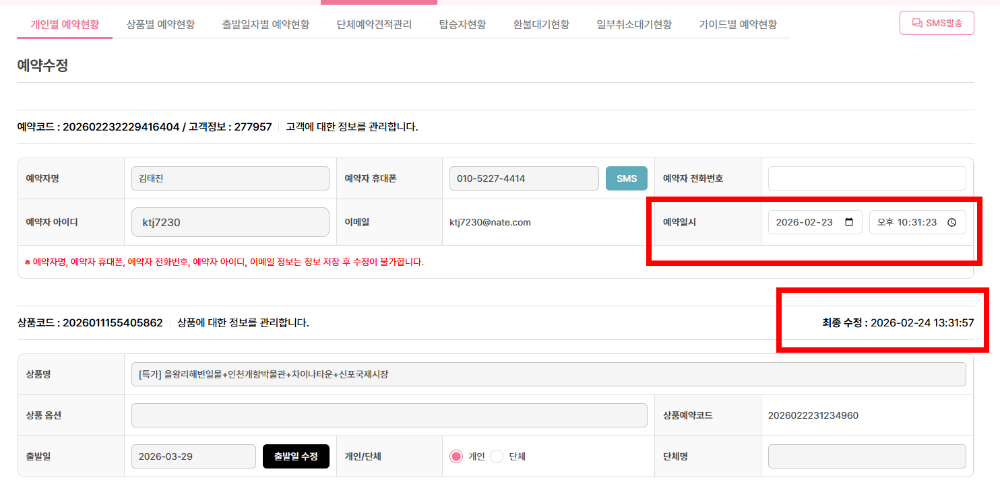 개인별 예약현황 상품별 예약현황 출발일자별 예약현황 단체예약견적관리 탑승자현황 환불대기현황 일부취소대기현황 가이드별 예약현황 SMS발송
예약수정
예약코드 : 202602232229416404 / 고객정보 : 277957 고객에 대한 정보를 관리합니다.
예약자명 김태진 예약자 휴대폰 010-5227-4414 SMS 예약자 전화번호
예약자 아이디 ktj7230 이메일 ktj7230@nate.com 예약일시 2026-02-23 오후 10:31:23
※ 예약자명, 예약자 휴대폰, 예약자 전화번호, 예약자 아이디, 이메일 정보는 정보 저장 후 수정이 불가합니다.
상품코드 : 2026011155405862 상품에 대한 정보를 관리합니다. 최종 수정 : 2026-02-24 13:31:57
상품명 [특가] 을왕리해변일몰+인천개항박물관+차이나타운+신포국제시장
상품 옵션 상품예약코드 2026022231234960
출발일 2026-03-29 출발일 수정 개인/단체 개인 단체 단체명